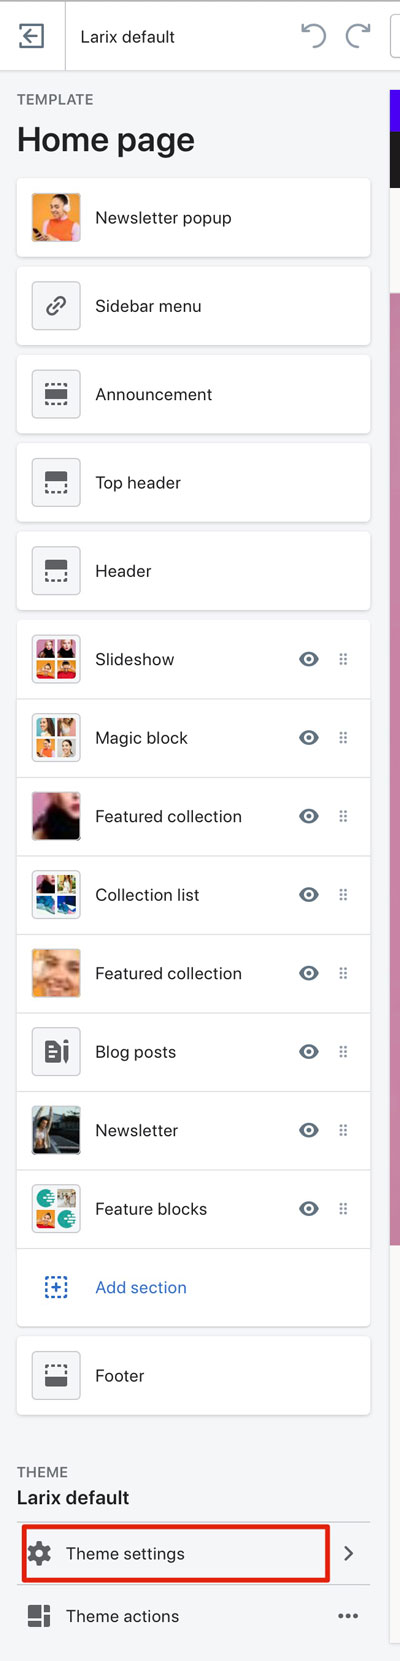 Larix default
TEMPLATE
Home page
Newsletter popup
Sidebar menu
Announcement
Top header
Header
Slideshow
Magic block
Featured collection
Collection list
Featured collection
Blog posts
Newsletter
Feature blocks
Add section
Footer
THEME
Larix default
Theme settings
Theme actions